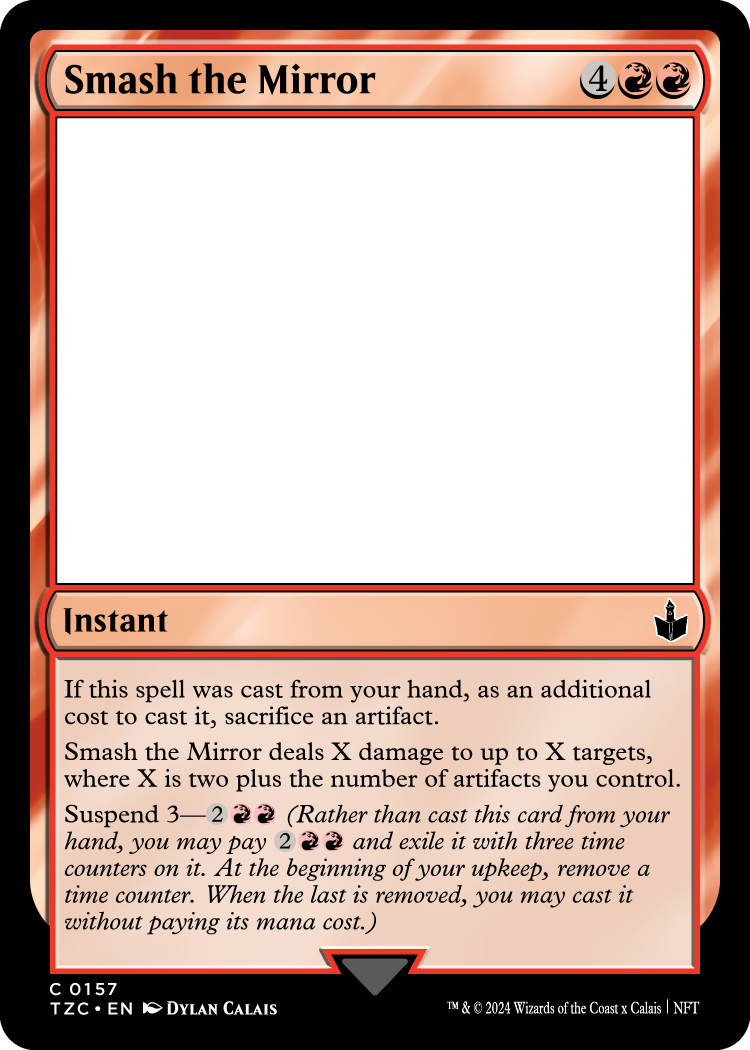 Smash the Mirror 4
Instant
If this spell was cast from your hand, as an additional
cost to cast it, sacrifice an artifact.
Smash the Mirror deals X damage to up to X targets,
where X is two plus the number of artifacts you control.
Suspend 3—2 (Rather than cast this card from your
hand, you may pay 2 and exile it with three time
counters on it. At the beginning of your upkeep, remove a
time counter. When the last is removed, you may cast it
without paying its mana cost.)
C 0157
TZC • EN DYLAN CALAIS
™ & © 2024 Wizards of the Coast x Calais | NFT